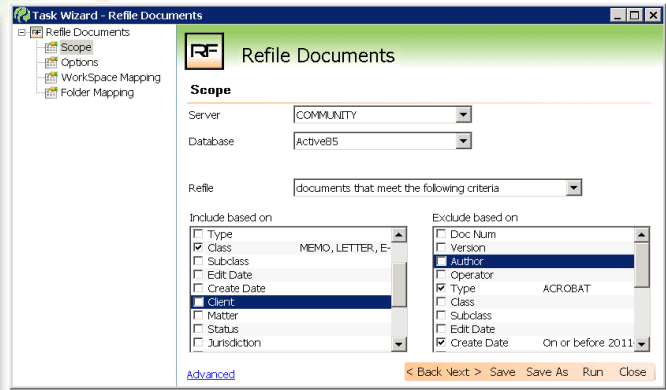 Task Wizard - Refile Documents
RF Refile Documents
Scope
Options
WorkSpace Mapping
Folder Mapping
RF Refile Documents
Scope
Server COMMUNITY
Database Active85
Refile documents that meet the following criteria
Include based on
Type
Class MEMO, LETTER, E-
Subclass
Edit Date
Create Date
Client
Matter
Status
Jurisdiction
Exclude based on
Doc Num
Version
Author
Operator
Type ACROBAT
Class
Subclass
Edit Date
Create Date On or before 2011-
Advanced
< Back Next > Save Save As Run Close